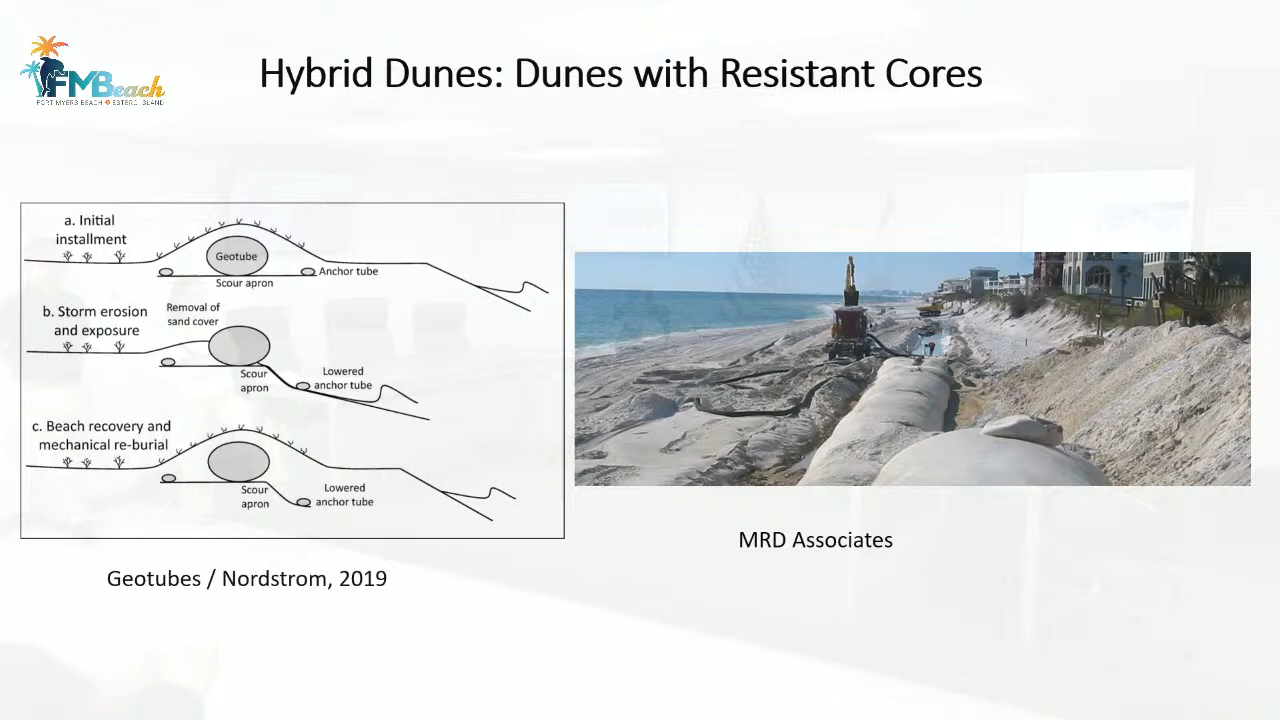 FMBeach
FORT MYERS BEACH ESTERO ISLAND
Hybrid Dunes: Dunes with Resistant Cores
a. Initial
installment
Geotube
Anchor tube
Scour apron
b. Storm erosion
and exposure
Removal of
sand cover
Scour
apron
Lowered
anchor tube
c. Beach recovery and
mechanical re-burial
Scour
apron
Lowered
anchor tube
Geotubes / Nordstrom, 2019
MRD Associates